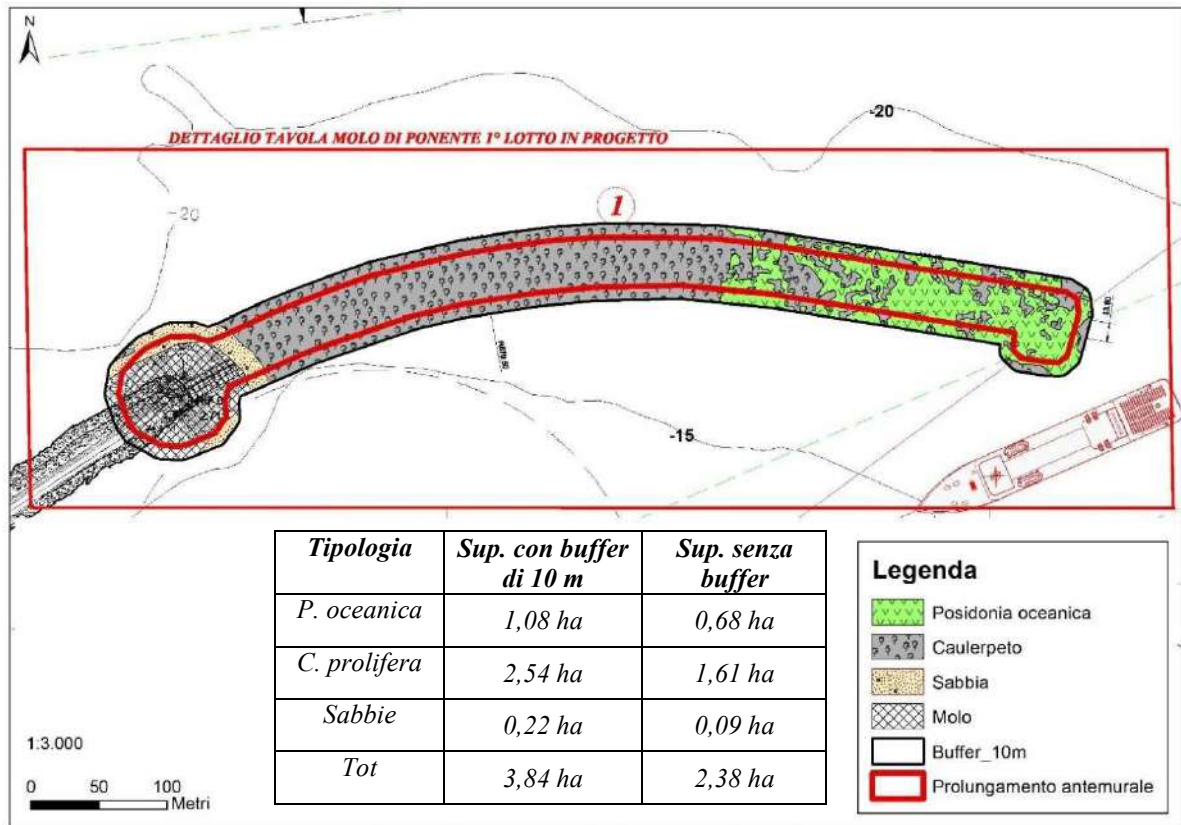 N
-20
DETTAGLIO TAVOLA MOLO DI PONENTE 1° LOTTO IN PROGETTO
-20
1
-15
Tipologia
Sup. con buffer
di 10 m
Sup. senza
buffer
P. oceanica
1,08 ha
0,68 ha
C. prolifera
2,54 ha
1,61 ha
Sabbie
0,22 ha
0,09 ha
Tot
3,84 ha
2,38 ha
Legenda
Posidonia oceanica
Caulerpeto
Sabbia
Molo
Buffer_10m
Prolungamento antemurale
1:3.000
0 50 100
Metri